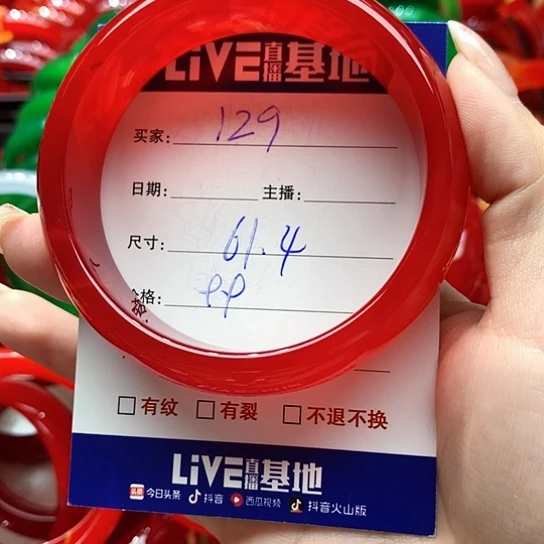 LiVE直播基地
买家: 129
日期: 主播:
尺寸: 61.4
格:
有纹 有裂 不退不换
LiVE直播基地
头条 今日头条 抖音 西瓜视频 抖音火山版